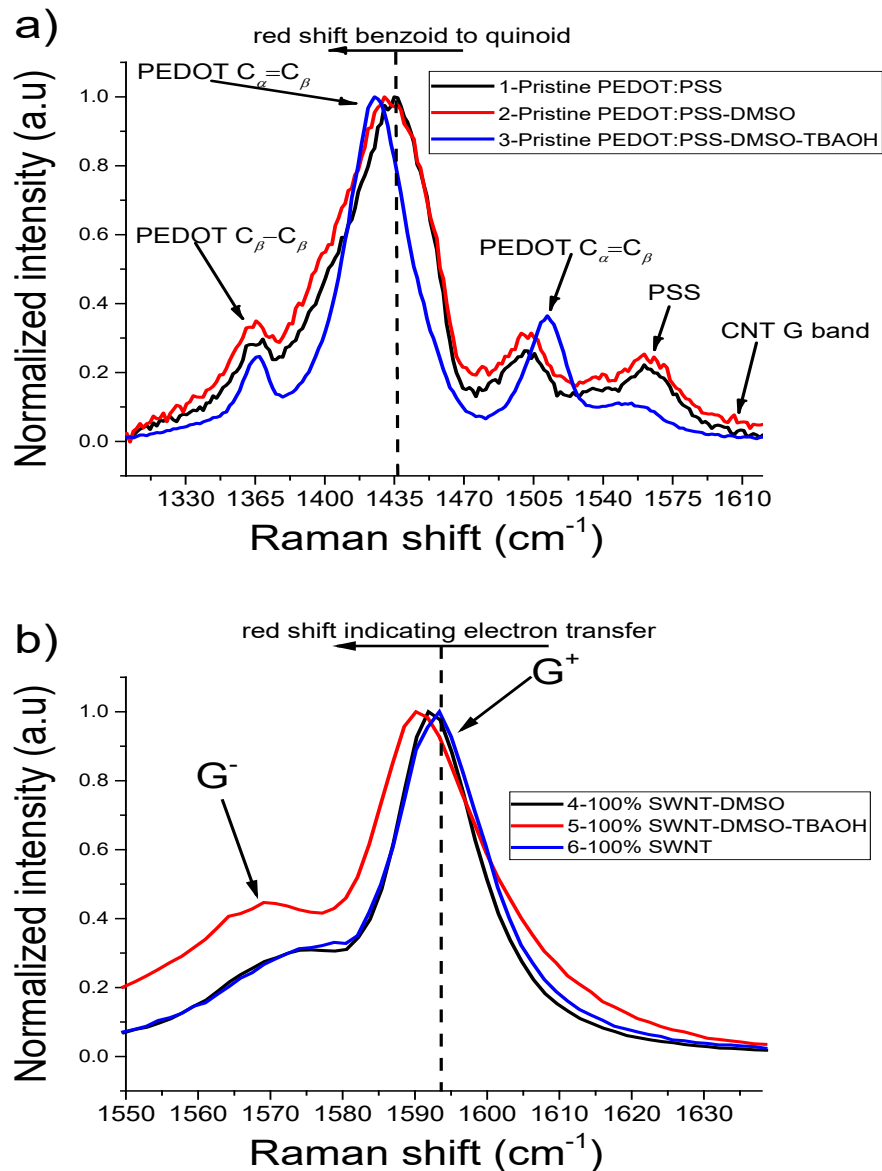 a)
red shift benzoid to quinoid
PEDOT Cα=Cβ
1-Pristine PEDOT:PSS
2-Pristine PEDOT:PSS-DMSO
3-Pristine PEDOT:PSS-DMSO-TBAOH
PEDOT Cβ–Cβ
PEDOT Cα=Cβ
PSS
CNT G band
Normalized intensity (a.u)
1.0
0.8
0.6
0.4
0.2
0.0
1330 1365 1400 1435 1470 1505 1540 1575 1610
Raman shift (cm⁻¹)
b)
red shift indicating electron transfer
G⁺
G⁻
4-100% SWNT-DMSO
5-100% SWNT-DMSO-TBAOH
6-100% SWNT
Normalized intensity (a.u)
1.0
0.8
0.6
0.4
0.2
0.0
1550 1560 1570 1580 1590 1600 1610 1620 1630
Raman shift (cm⁻¹)